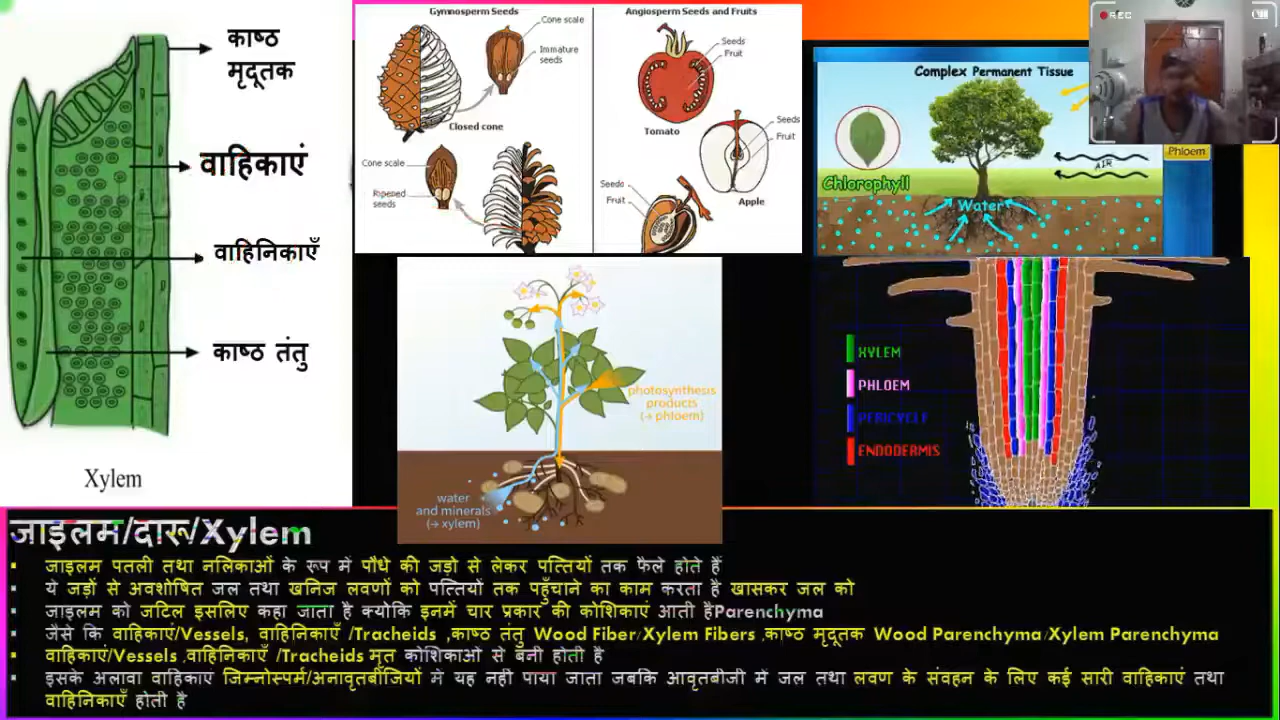 काष्ठ
मृदूतक
वाहिकाएं
वाहिनिकाएँ
काष्ठ तंतु
Xylem
Gymnosperm Seeds
Cone scale
Immature
seeds
Closed cone
Cone scale
Ripened
seeds
Angiosperm Seeds and Fruits
Seeds
Fruit
Tomato
Seeds
Fruit
Apple
Seeds
Fruit
Complex Permanent Tissue
Chlorophyll
AIR
Water
Phloem
REC
photosynthesis
products
(→ phloem)
water
and minerals
(→ xylem)
XYLEM
PHLOEM
PERICYCLE
ENDODERMIS
जाइलम/दारू/Xylem
जाइलम पतली तथा नलिकाओं के रूप में पौधे की जड़ो से लेकर पत्तियों तक फैले होते हैं
ये जड़ों से अवशोषित जल तथा खनिज लवणों को पत्तियों तक पहुँचाने का काम करता है खासकर जल को
जाइलम को जटिल इसलिए कहा जाता है क्योकि इनमें चार प्रकार की कोशिकाएं आती हैParenchyma
जैसे कि वाहिकाएं/Vessels, वाहिनिकाएँ /Tracheids ,काष्ठ तंतु Wood Fiber/Xylem Fibers ,काष्ठ मृदूतक Wood Parenchyma/Xylem Parenchyma
वाहिकाएं/Vessels ,वाहिनिकाएँ /Tracheids मृत कोशिकाओं से बनी होती है
इसके अलावा वाहिकाएं जिम्नोस्पर्म/अनावृतबीजियों में यह नहीं पाया जाता जबकि आवृतबीजी में जल तथा लवण के संवहन के लिए कई सारी वाहिकाएं तथा
वाहिनिकाएँ होती है